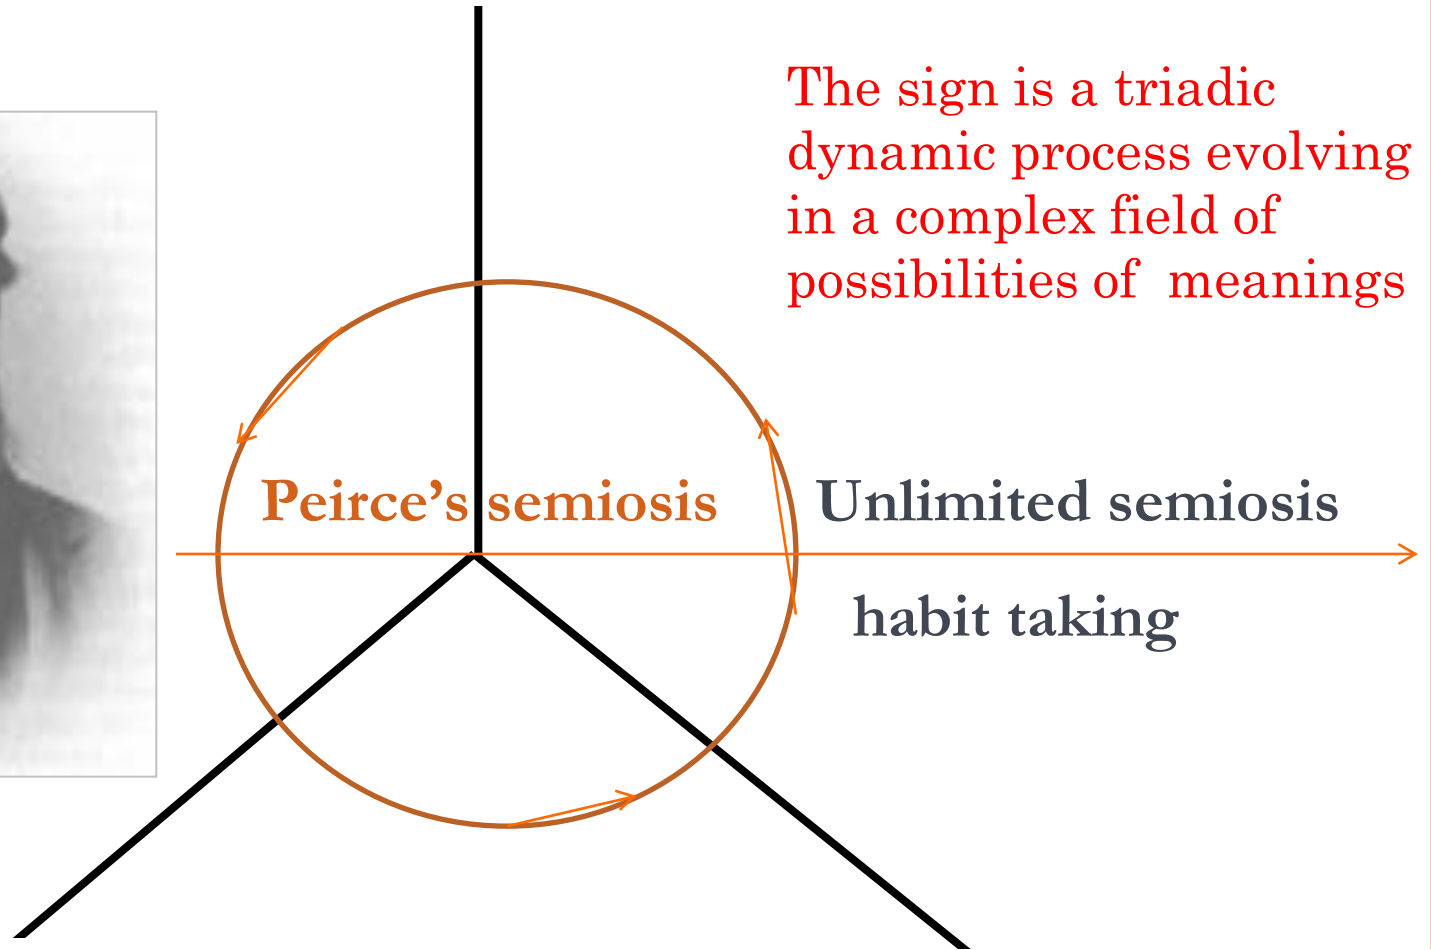 The sign is a triadic
dynamic process evolving
in a complex field of
possibilities of  meanings
Peirce’s semiosis
Unlimited semiosis
habit taking